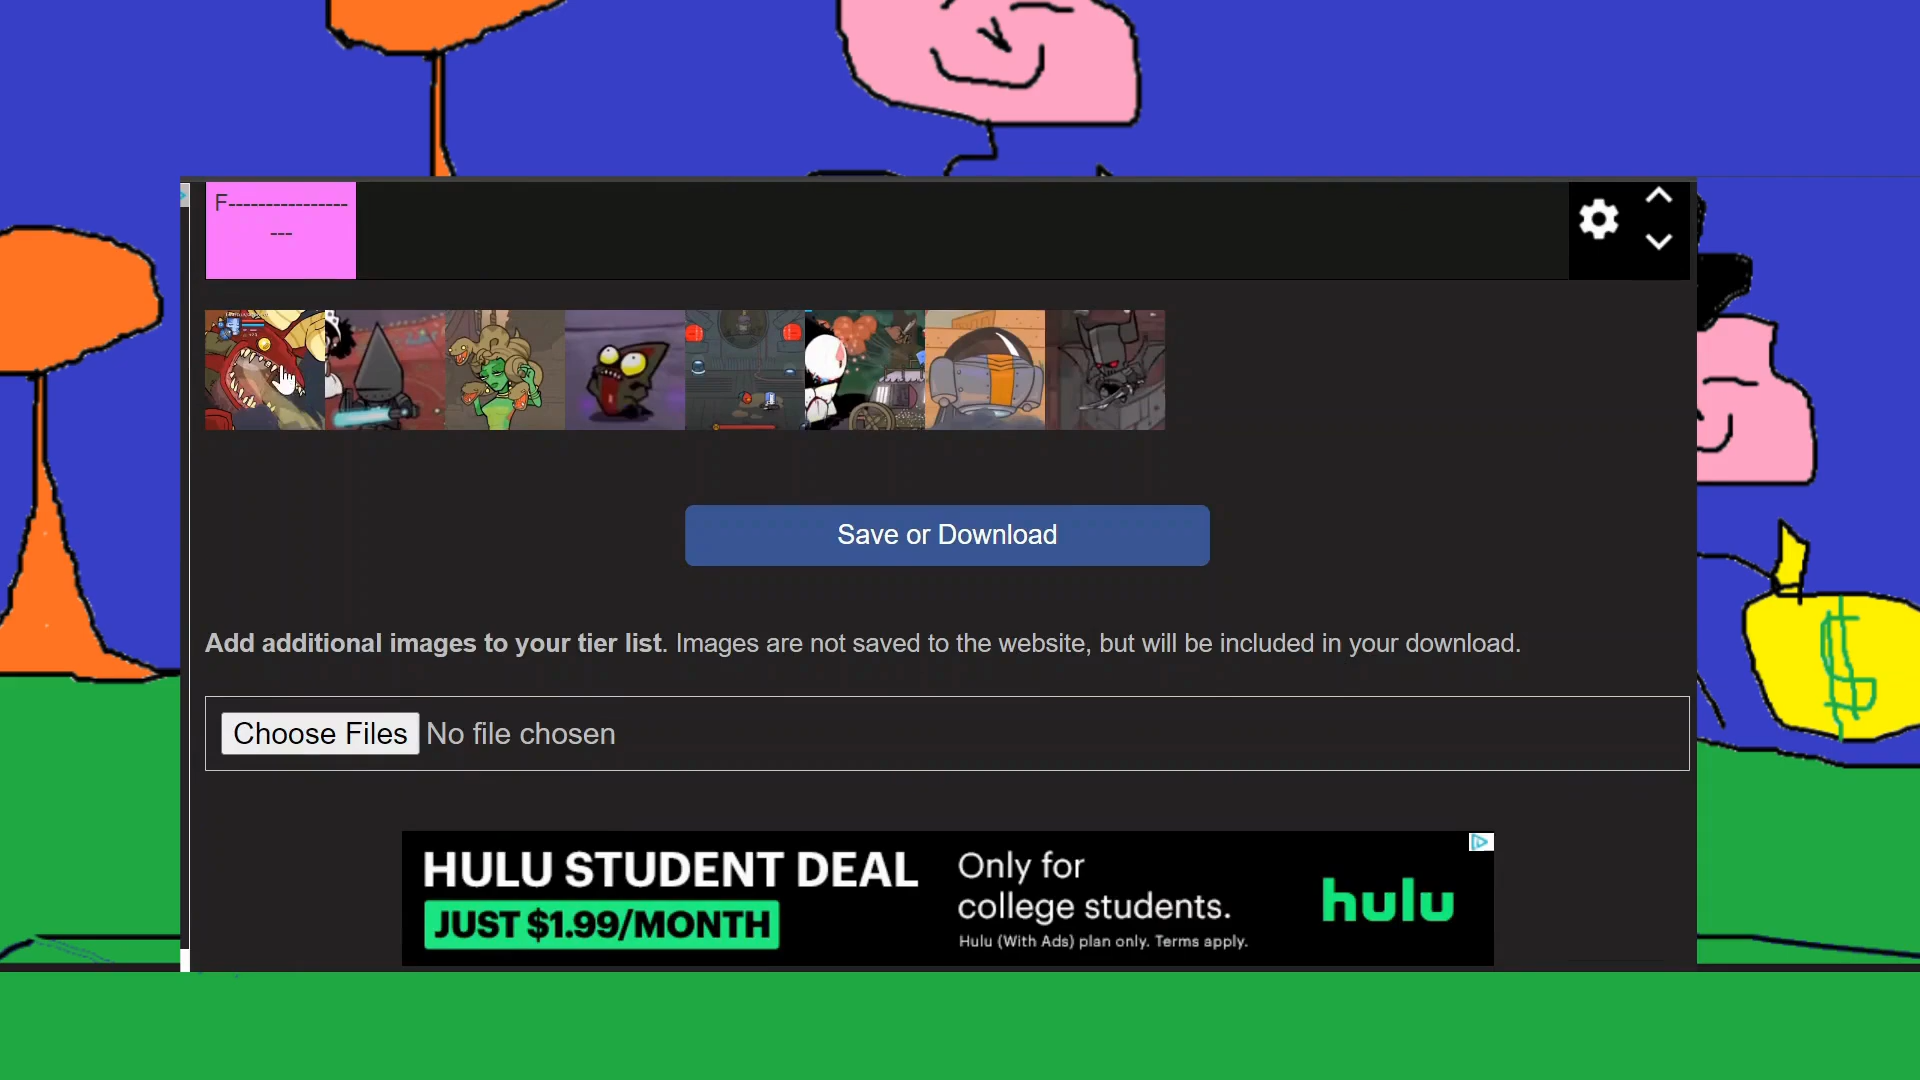 F----------------
---
Save or Download
Add additional images to your tier list. Images are not saved to the website, but will be included in your download.
Choose Files No file chosen
HULU STUDENT DEAL
JUST $1.99/MONTH
Only for
college students.
Hulu (With Ads) plan only. Terms apply.
hulu
$